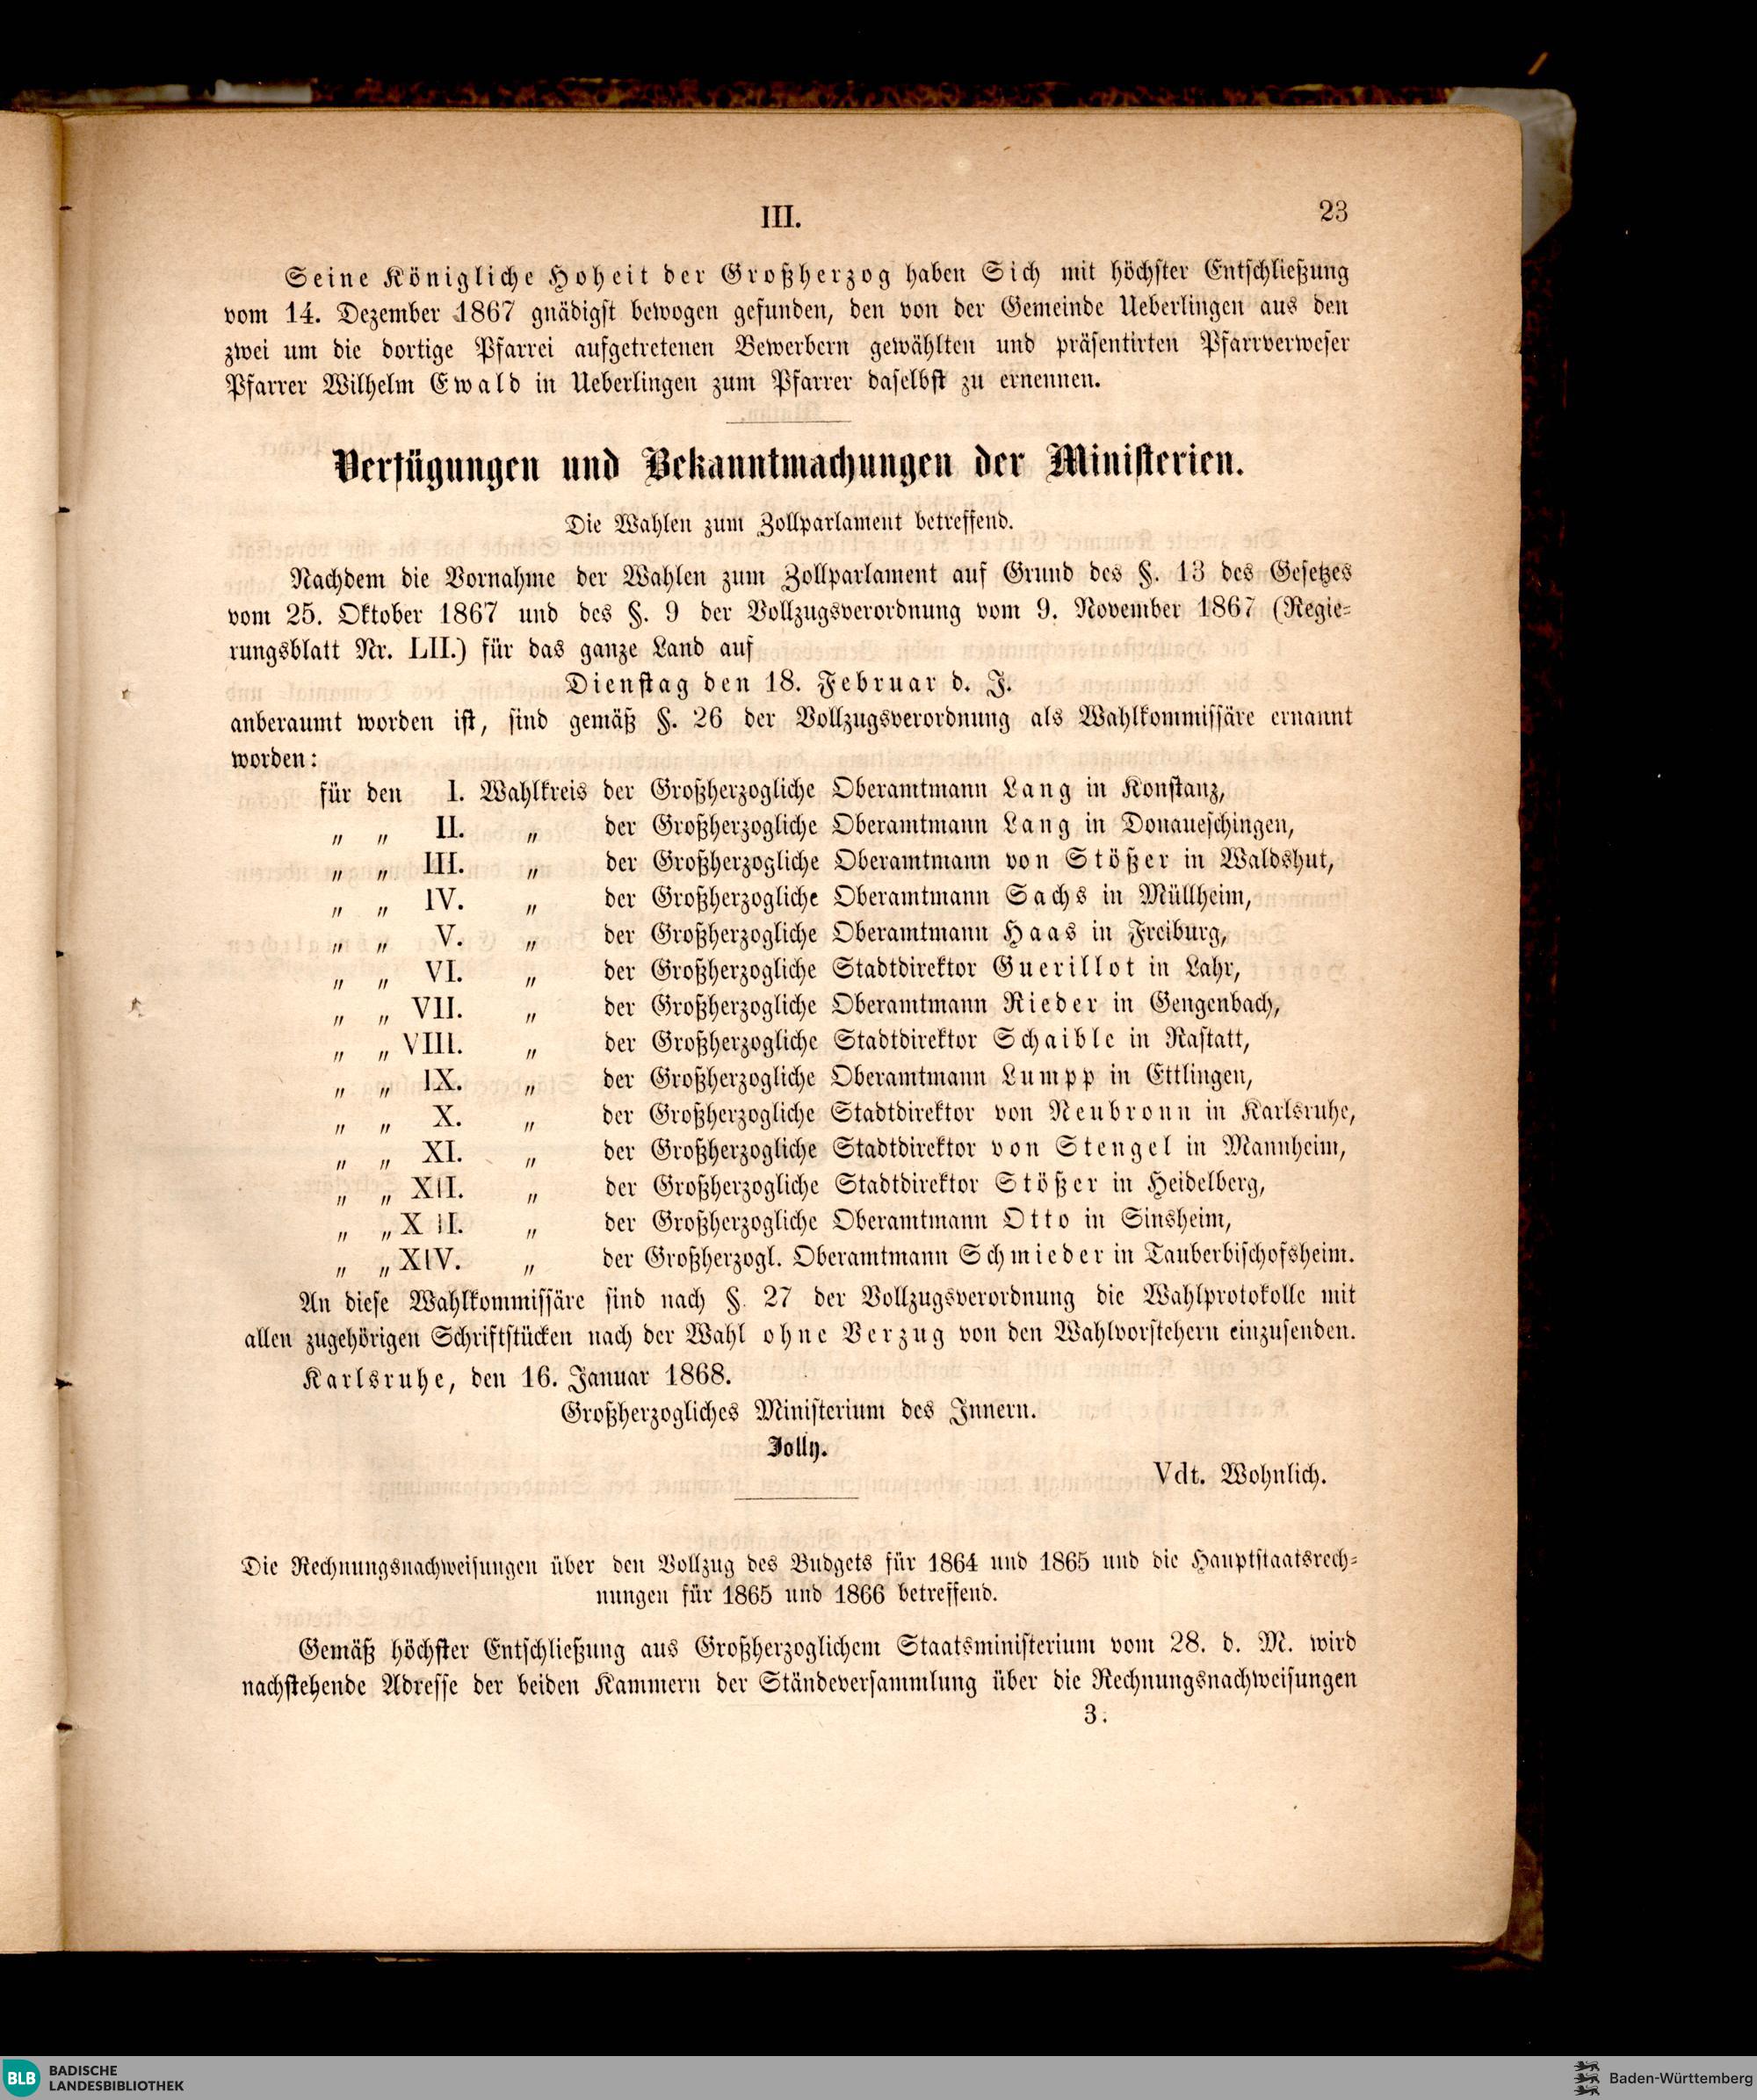 III.
23
Seine Königliche Hoheit der Großherzog haben Sich mit höchster Entschließung
vom 14. Dezember 1867 gnädigst bewogen gefunden, den von der Gemeinde Ueberlingen aus den
zwei um die dortige Pfarrei aufgetretenen Bewerbern gewählten und präsentirten Pfarrverweser
Pfarrer Wilhelm Ewald in Ueberlingen zum Pfarrer daselbst zu ernennen.
Verfügungen und Bekanntmachungen der Ministerien.
Die Wahlen zum Zollparlament betreffend.
Nachdem die Vornahme der Wahlen zum Zollparlament auf Grund des §. 13 des Gesetzes
vom 25. Oktober 1867 und des §. 9 der Vollzugsverordnung vom 9. November 1867 (Regie-
rungsblatt Nr. LII.) für das ganze Land auf
Dienstag den 18. Februar d. J.
anberaumt worden ist, sind gemäß §. 26 der Vollzugsverordnung als Wahlkommissäre ernannt
worden:
für den I. Wahlkreis der Großherzogliche Oberamtmann Lang in Konstanz,
„ „ II. „ der Großherzogliche Oberamtmann Lang in Donaueschingen,
„ „ III. „ der Großherzogliche Oberamtmann von Stößer in Waldshut,
„ „ IV. „ der Großherzogliche Oberamtmann Sachs in Müllheim,
„ „ V. „ der Großherzogliche Oberamtmann Haas in Freiburg,
„ „ VI. „ der Großherzogliche Stadtdirektor Guerillot in Lahr,
„ „ VII. „ der Großherzogliche Oberamtmann Rieder in Gengenbach,
„ „ VIII. „ der Großherzogliche Stadtdirektor Schaible in Rastatt,
„ „ IX. „ der Großherzogliche Oberamtmann Lumpp in Ettlingen,
„ „ X. „ der Großherzogliche Stadtdirektor von Neubronn in Karlsruhe,
„ „ XI. „ der Großherzogliche Stadtdirektor von Stengel in Mannheim,
„ „ XII. „ der Großherzogliche Stadtdirektor Stößer in Heidelberg,
„ „ XIII. „ der Großherzogliche Oberamtmann Otto in Sinsheim,
„ „ XIV. „ der Großherzogl. Oberamtmann Schmieder in Tauberbischofsheim.
An diese Wahlkommissäre sind nach §. 27 der Vollzugsverordnung die Wahlprotokolle mit
allen zugehörigen Schriftstücken nach der Wahl ohne Verzug von den Wahlvorstehern einzusenden.
Karlsruhe, den 16. Januar 1868.
Großherzogliches Ministerium des Innern.
Jolly.
Vdt. Wohnlich.
Die Rechnungsnachweisungen über den Vollzug des Budgets für 1864 und 1865 und die Hauptstaatsrech-
nungen für 1865 und 1866 betreffend.
Gemäß höchster Entschließung aus Großherzoglichem Staatsministerium vom 28. d. M. wird
nachstehende Adresse der beiden Kammern der Ständeversammlung über die Rechnungsnachweisungen
3.
BLB BADISCHE
LANDESBIBLIOTHEK
Baden-Württemberg